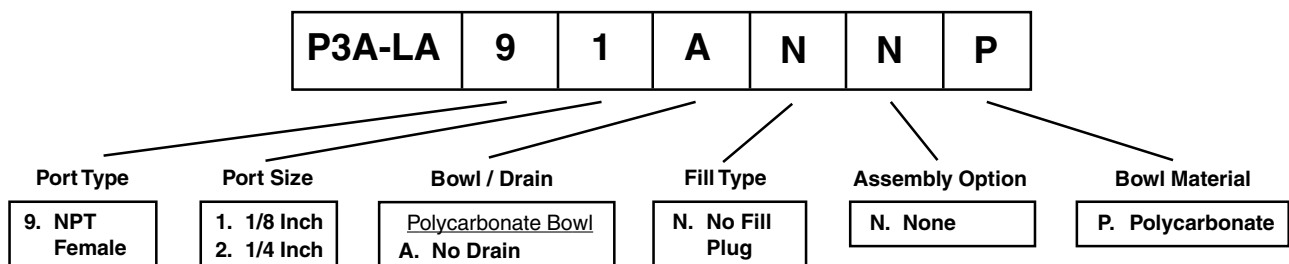 P3A-LA 9 1 A N N P
Port Type Port Size Bowl / Drain Fill Type Assembly Option Bowl Material
9. NPT
Female
1. 1/8 Inch
2. 1/4 Inch
Polycarbonate Bowl
A. No Drain
N. No Fill
Plug
N. None
P. Polycarbonate